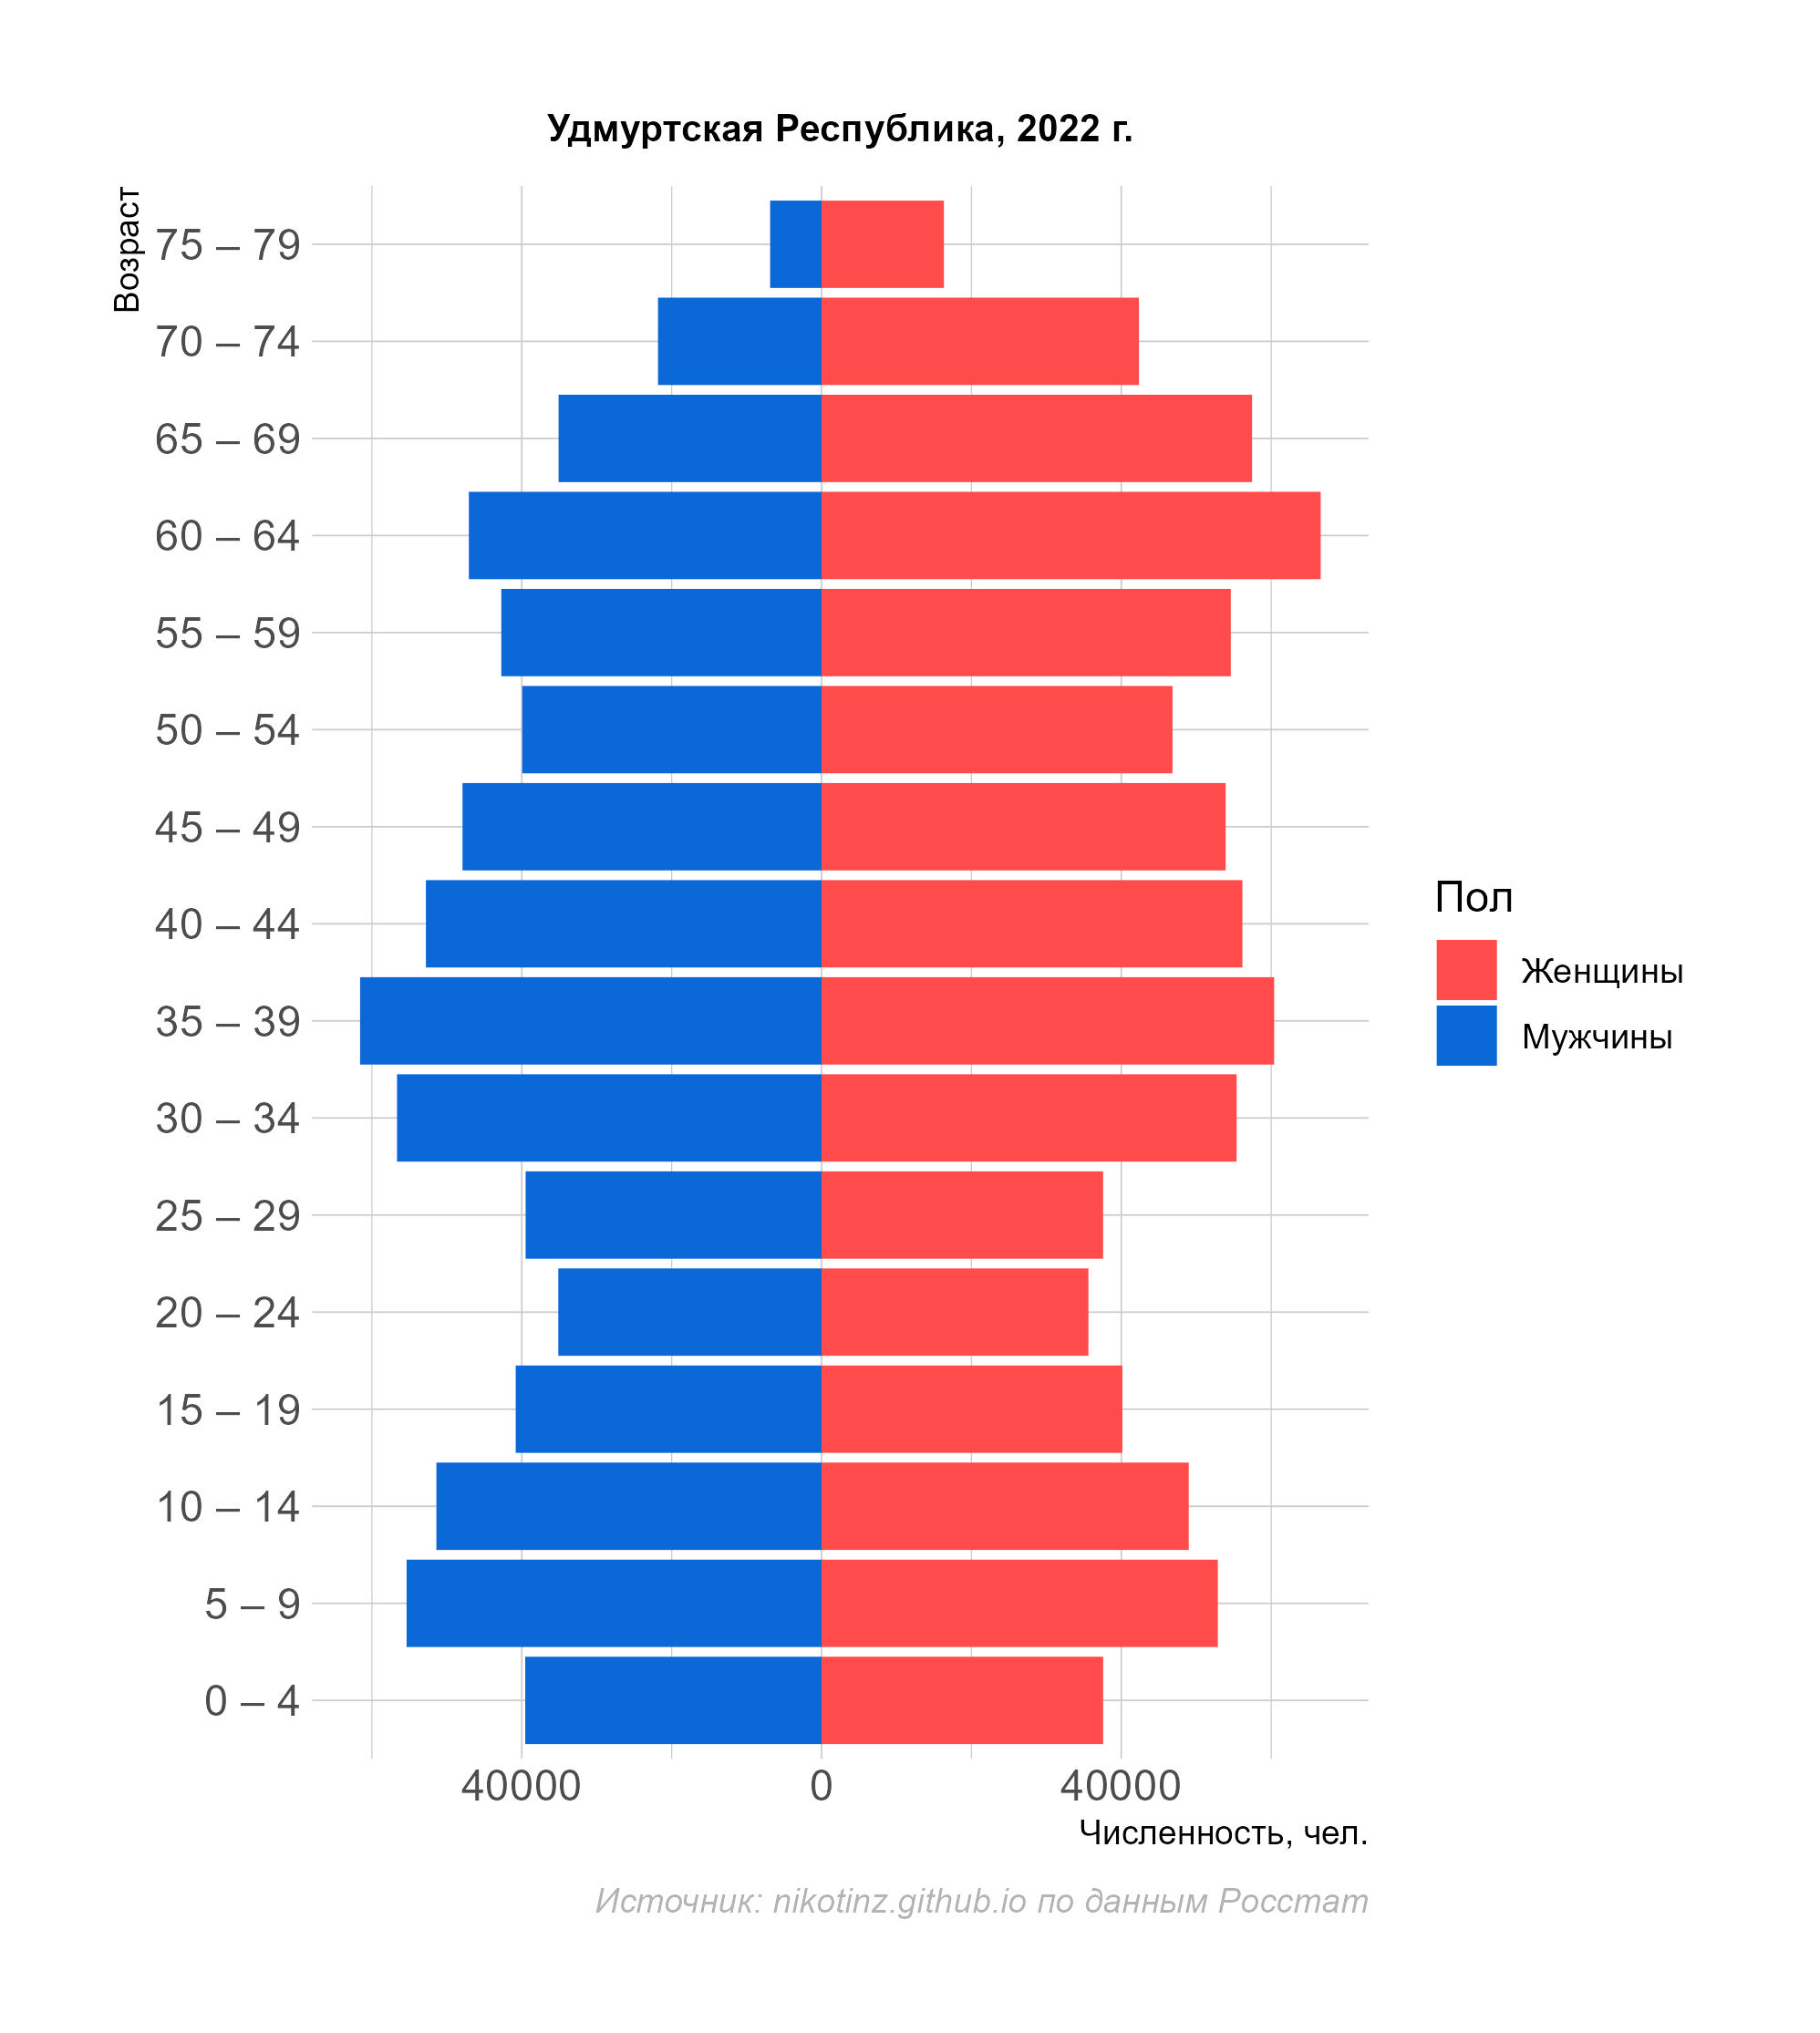 Удмуртская Республика, 2022 г.
Возраст
75 – 79
70 – 74
65 – 69
60 – 64
55 – 59
50 – 54
45 – 49
40 – 44
35 – 39
30 – 34
25 – 29
20 – 24
15 – 19
10 – 14
5 – 9
0 – 4
40000 0 40000
Численность, чел.
Пол
Женщины
Мужчины
Источник: nikotinz.github.io по данным Росстат